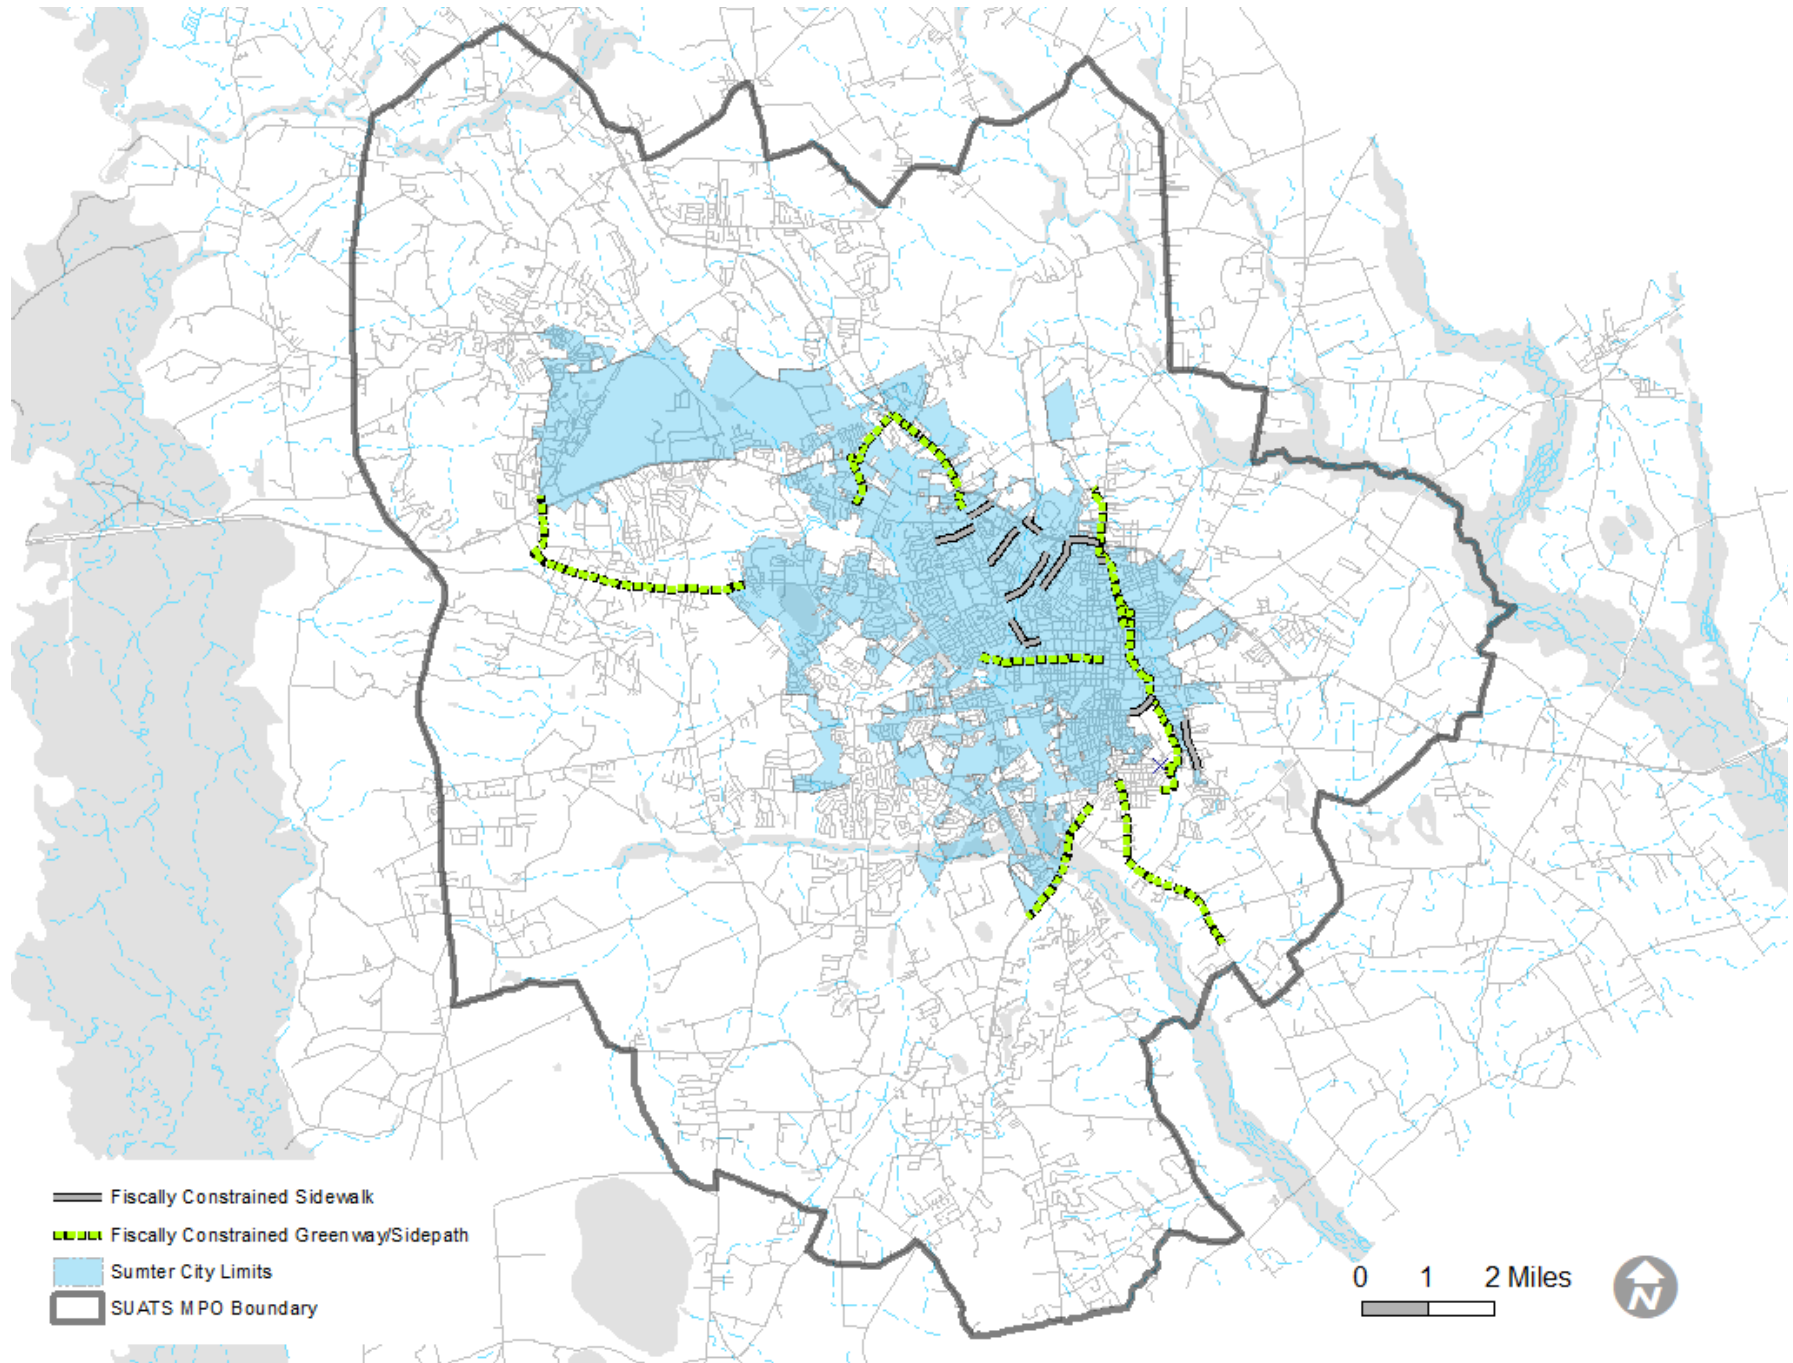 Fiscally Constrained Sidewalk
Fiscally Constrained Greenway/Sidepath
Sumter City Limits
SUATS MPO Boundary
0 1 2 Miles
N